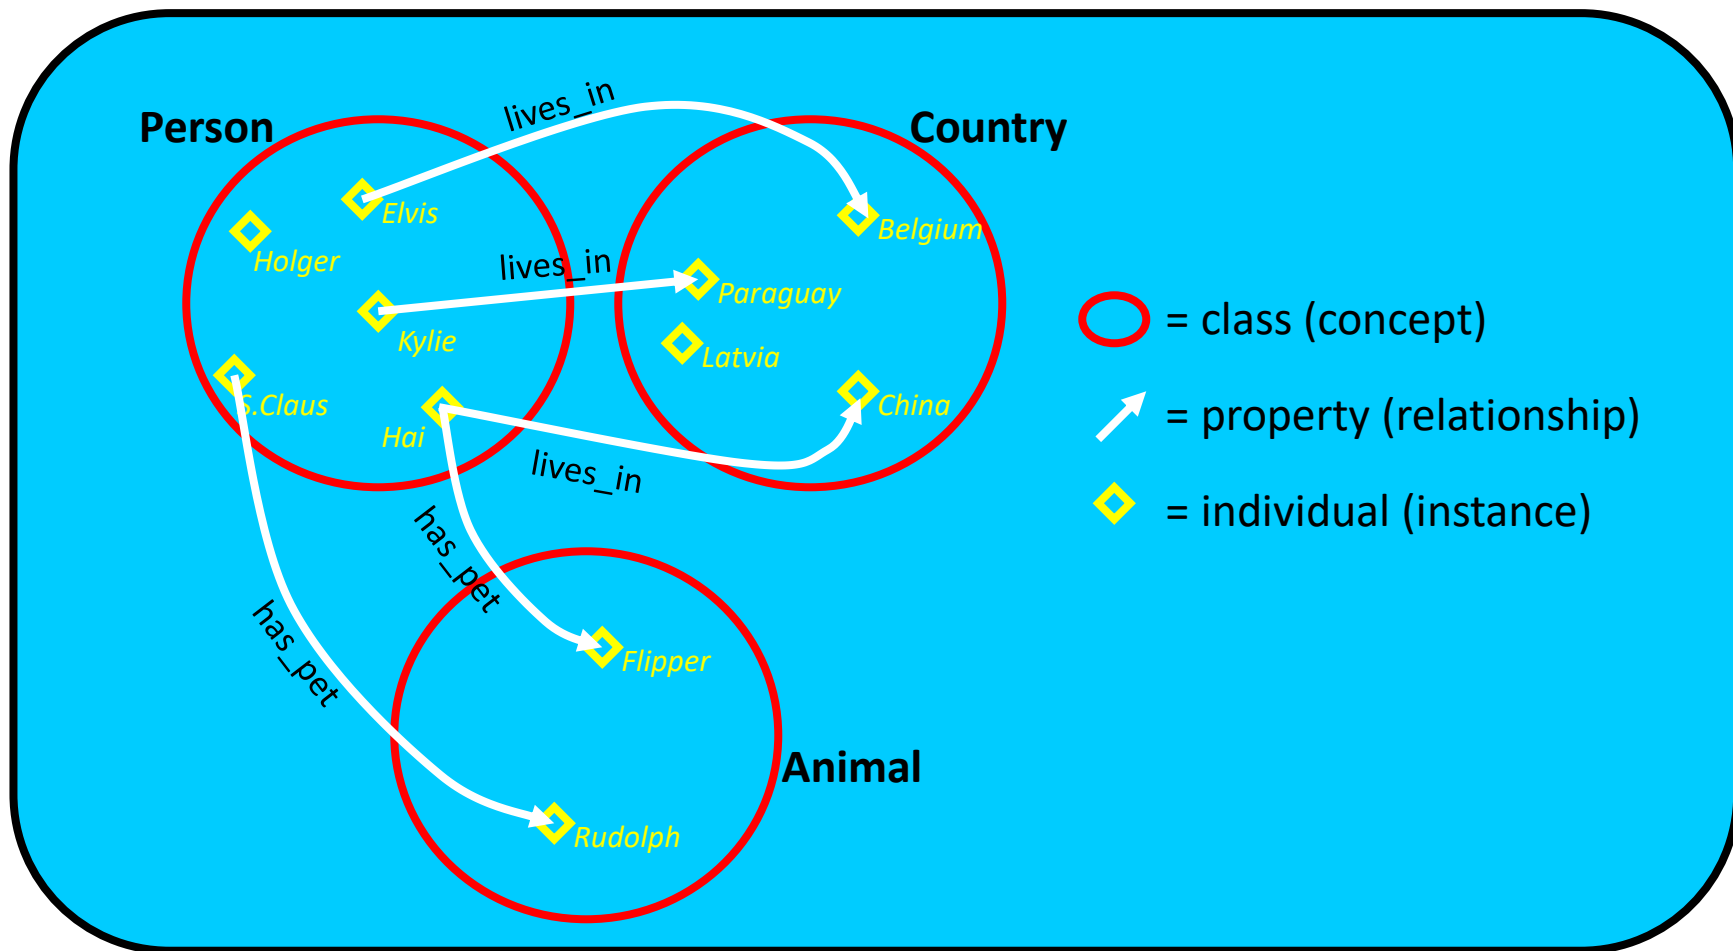 lives_in
Person
Country
Elvis
Belgium
Holger
lives_in
Paraguay
= class (concept)
Kylie
Latvia
S.Claus
China
= property (relationship)
Hai
lives_in
has_pet
= individual (instance)
has_pet
Flipper
Animal
Rudolph